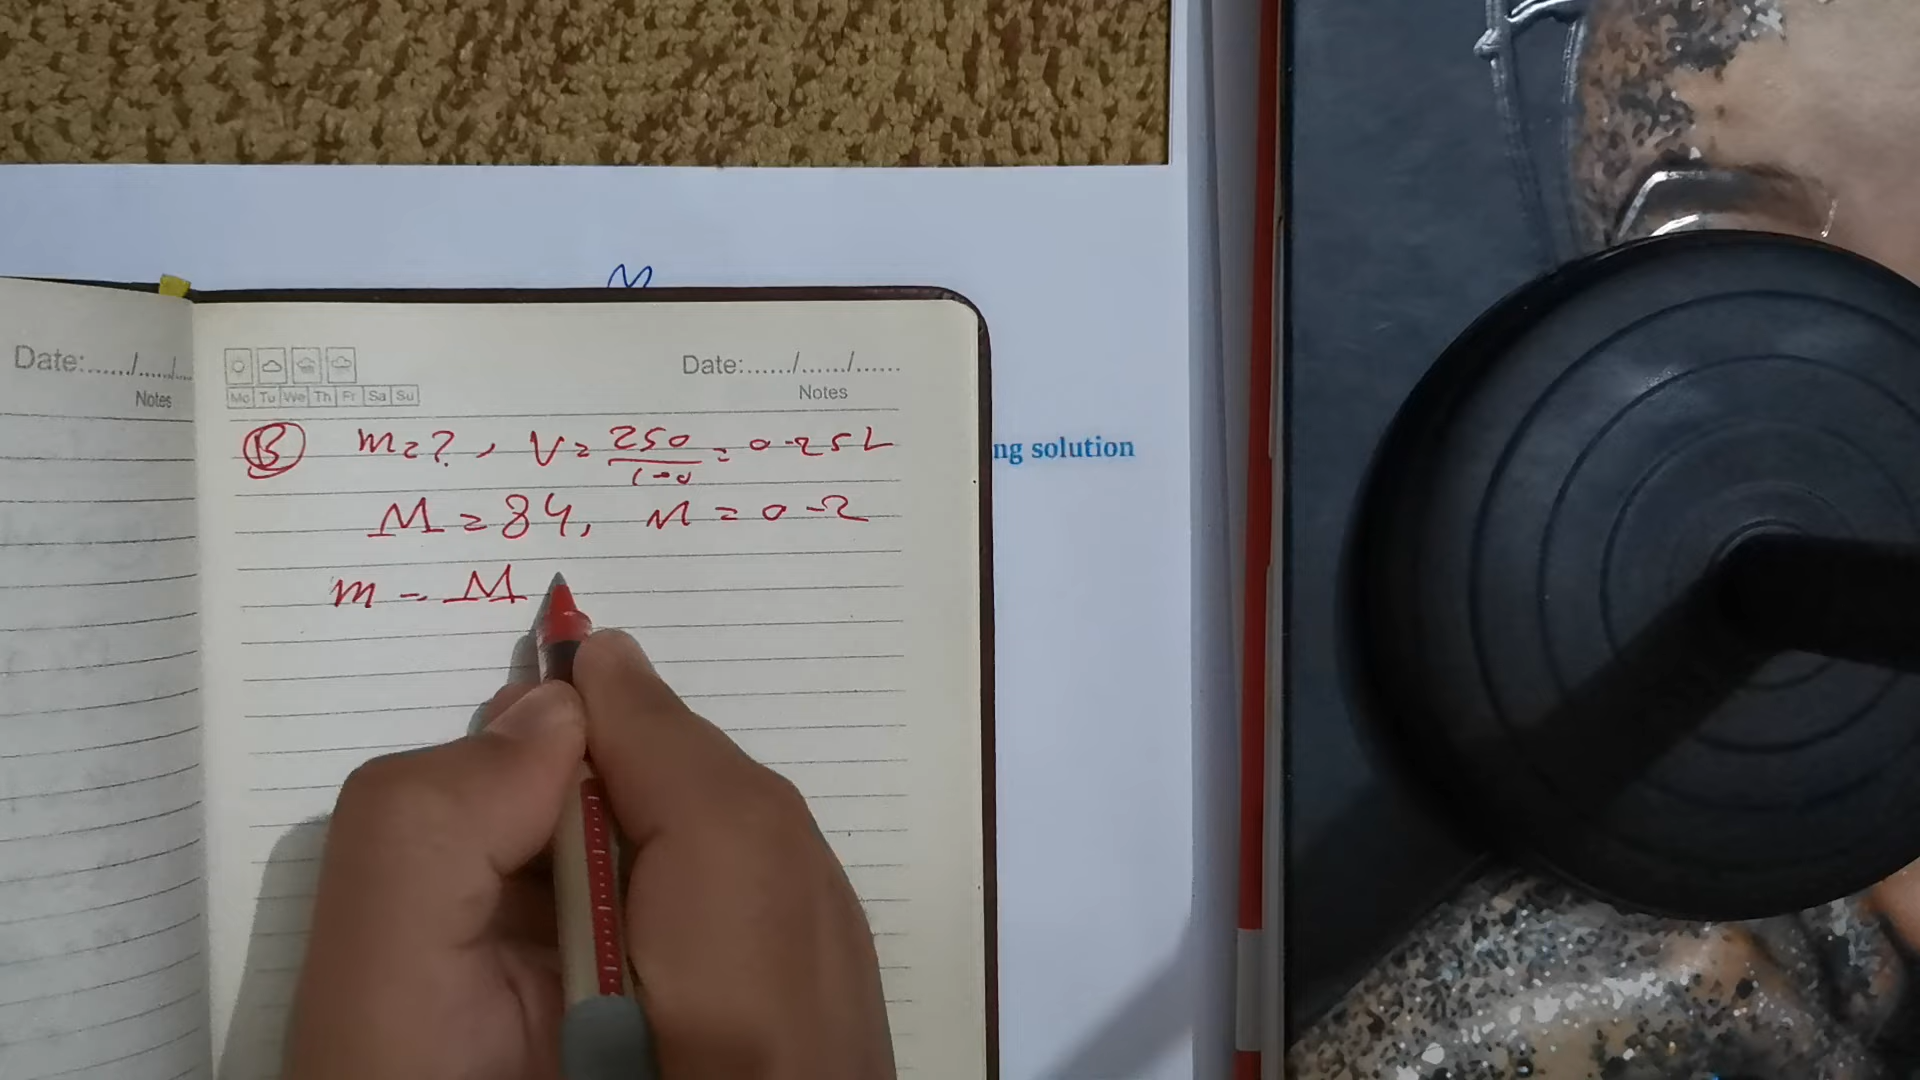 M
Date:....../....../...
Notes
Mo Tu We Th Fr Sa Su
Date:....../....../......
Notes
B m=?, V = 250/1000 = 0.25L
M = 84, M = 0.2
m = M
ng solution